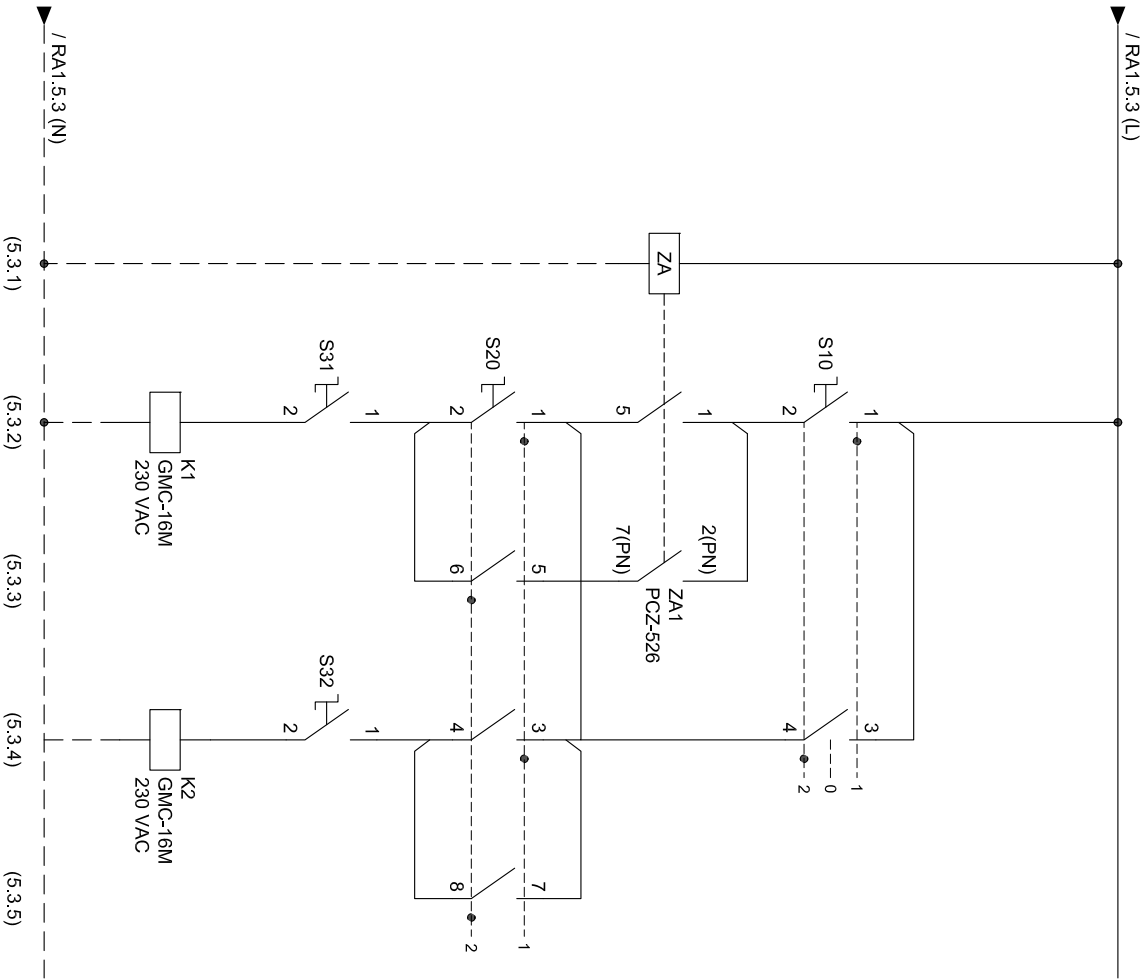 / RA1.5.3 (L)
/ RA1.5.3 (N)
ZA
S10
1
2
3
4
1
0
2
1
5
2(PN)
7(PN)
ZA1
PCZ-526
S20
1
2
5
6
3
4
7
8
1
2
S31
1
2
S32
1
2
K1
GMC-16M
230 VAC
K2
GMC-16M
230 VAC
(5.3.1)
(5.3.2)
(5.3.3)
(5.3.4)
(5.3.5)